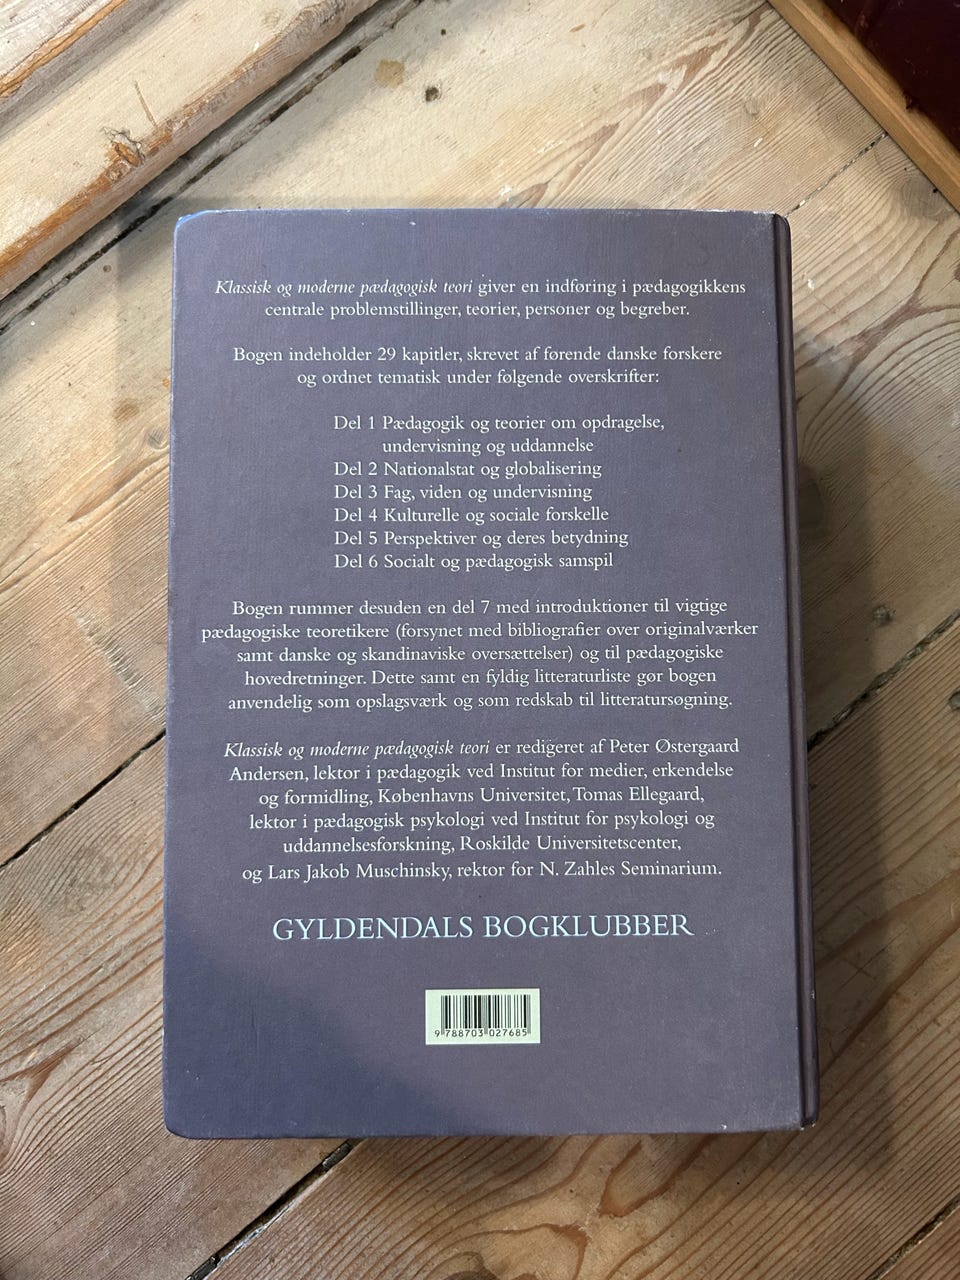 Klassisk og moderne pædagogisk teori giver en indføring i pædagogikkens
centrale problemstillinger, teorier, personer og begreber.
Bogen indeholder 29 kapitler, skrevet af førende danske forskere
og ordnet tematisk under følgende overskrifter:
Del 1 Pædagogik og teorier om opdragelse,
undervisning og uddannelse
Del 2 Nationalstat og globalisering
Del 3 Fag, viden og undervisning
Del 4 Kulturelle og sociale forskelle
Del 5 Perspektiver og deres betydning
Del 6 Socialt og pædagogisk samspil
Bogen rummer desuden en del 7 med introduktioner til vigtige
pædagogiske teoretikere (forsynet med bibliografier over originalværker
samt danske og skandinaviske oversættelser) og til pædagogiske
hovedretninger. Dette samt en fyldig litteraturliste gør bogen
anvendelig som opslagsværk og som redskab til litteratursøgning.
Klassisk og moderne pædagogisk teori er redigeret af Peter Østergaard
Andersen, lektor i pædagogik ved Institut for medier, erkendelse
og formidling, Københavns Universitet, Tomas Ellegaard,
lektor i pædagogisk psykologi ved Institut for psykologi og
uddannelsesforskning, Roskilde Universitetscenter,
og Lars Jakob Muschinsky, rektor for N. Zahles Seminarium.
GYLDENDALS BOGKLUBBER
9 788703 027685